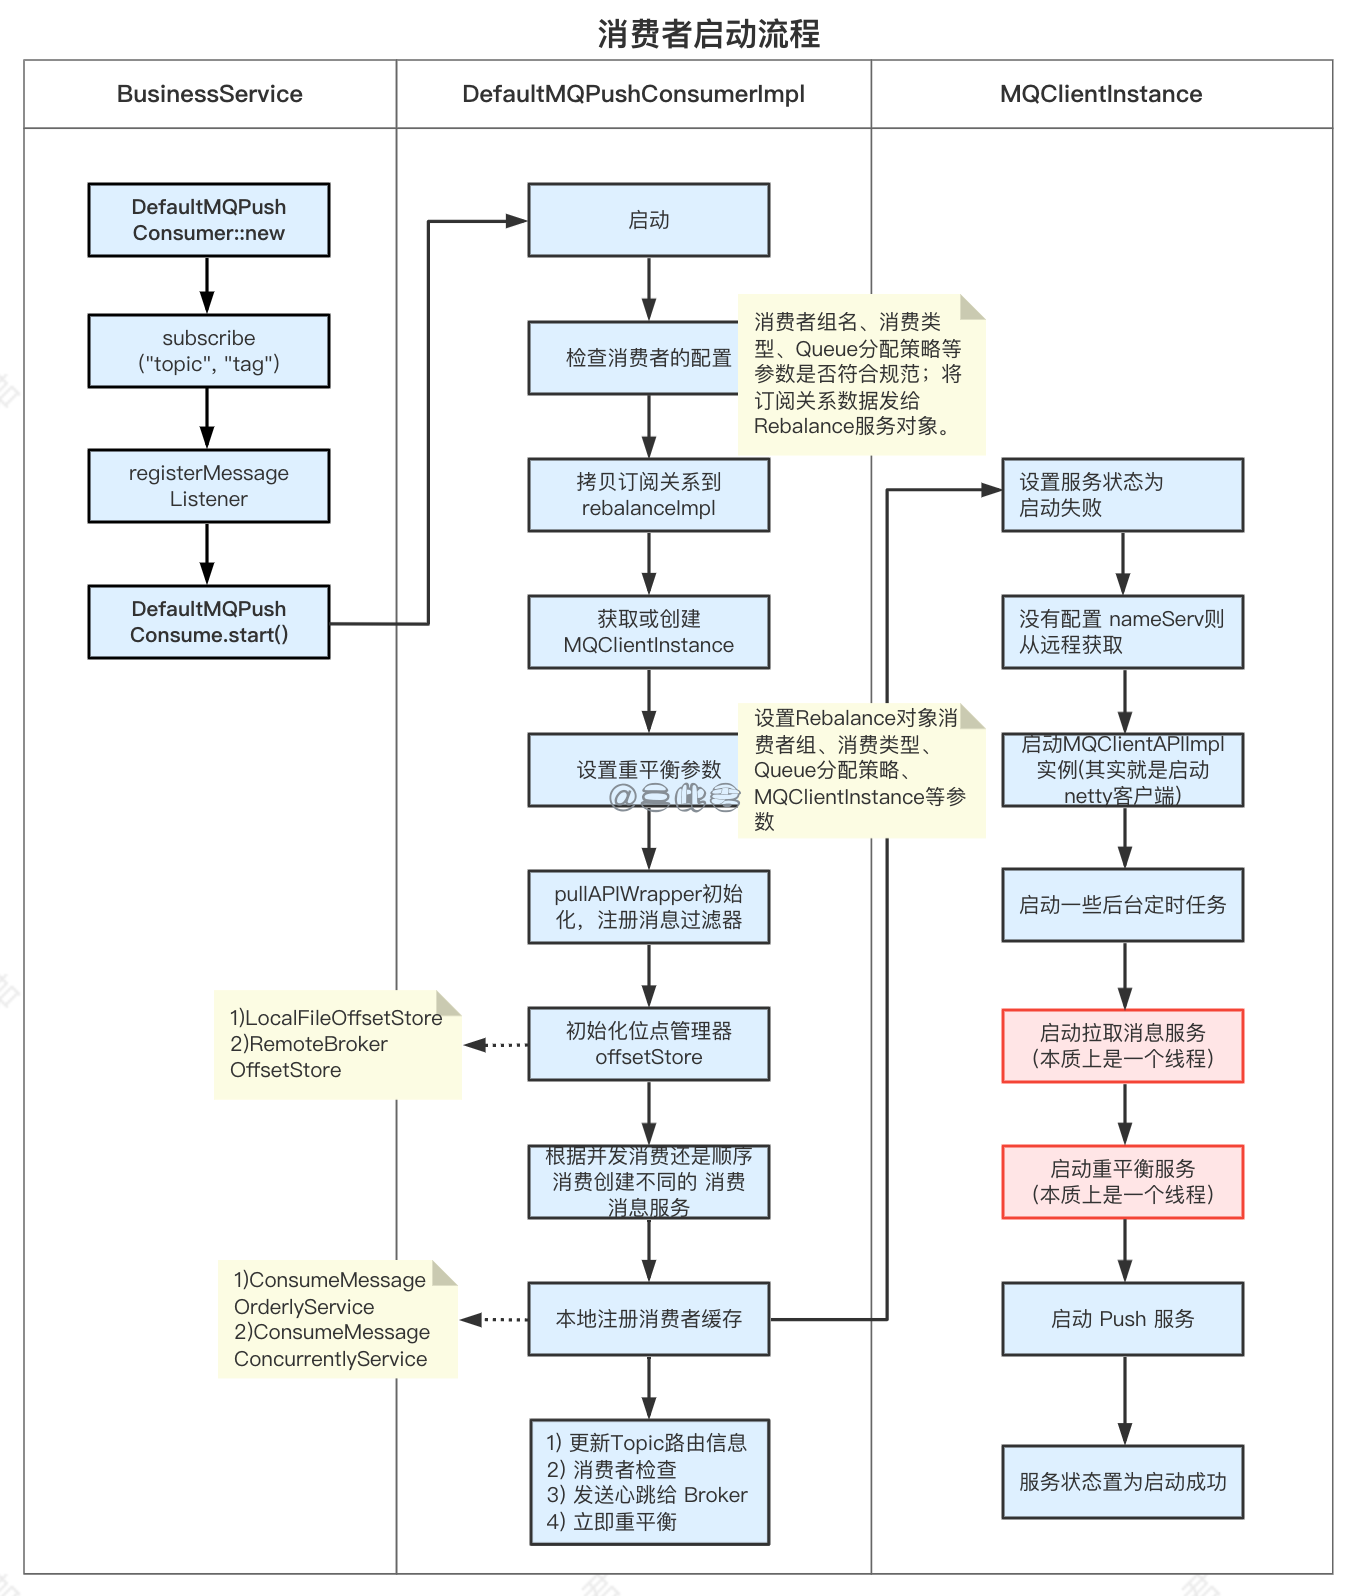 消费者启动流程
BusinessService
DefaultMQPushConsumerImpl
MQClientInstance
DefaultMQPush
Consumer::new
subscribe
("topic", "tag")
registerMessage
Listener
DefaultMQPush
Consume.start()
启动
检查消费者的配置
消费者组名、消费类
型、Queue分配策略等
参数是否符合规范；将
订阅关系数据发给
Rebalance服务对象。
拷贝订阅关系到
rebalanceImpl
获取或创建
MQClientInstance
设置重平衡参数
设置Rebalance对象消
费者组、消费类型、
Queue分配策略、
MQClientInstance等参
数
@三此君
pullAPIWrapper初始
化，注册消息过滤器
初始化位点管理器
offsetStore
1)LocalFileOffsetStore
2)RemoteBroker
OffsetStore
根据并发消费还是顺序
消费创建不同的 消费
消息服务
本地注册消费者缓存
1)ConsumeMessage
OrderlyService
2)ConsumeMessage
ConcurrentlyService
1) 更新Topic路由信息
2) 消费者检查
3) 发送心跳给 Broker
4) 立即重平衡
设置服务状态为
启动失败
没有配置 nameServ则
从远程获取
启动MQClientAPIImpl
实例(其实就是启动
netty客户端)
启动一些后台定时任务
启动拉取消息服务
（本质上是一个线程）
启动重平衡服务
（本质上是一个线程）
启动 Push 服务
服务状态置为启动成功